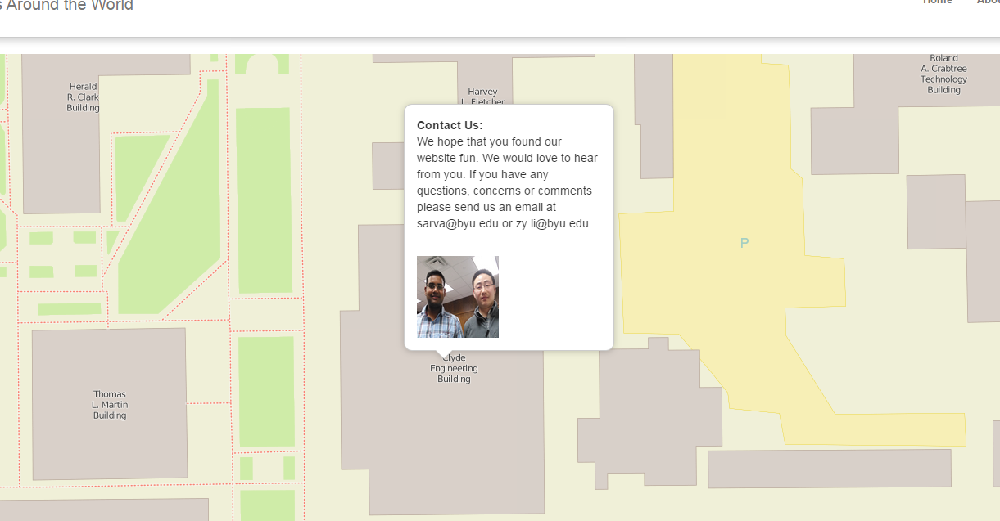 s Around the World
Home
Abou
Herald
R. Clark
Building
Harvey
L. Fletcher
Roland
A. Crabtree
Technology
Building
Contact Us:
We hope that you found our
website fun. We would love to hear
from you. If you have any
questions, concerns or comments
please send us an email at
sarva@byu.edu or zy.li@byu.edu
P
Clyde
Engineering
Building
Thomas
L. Martin
Building